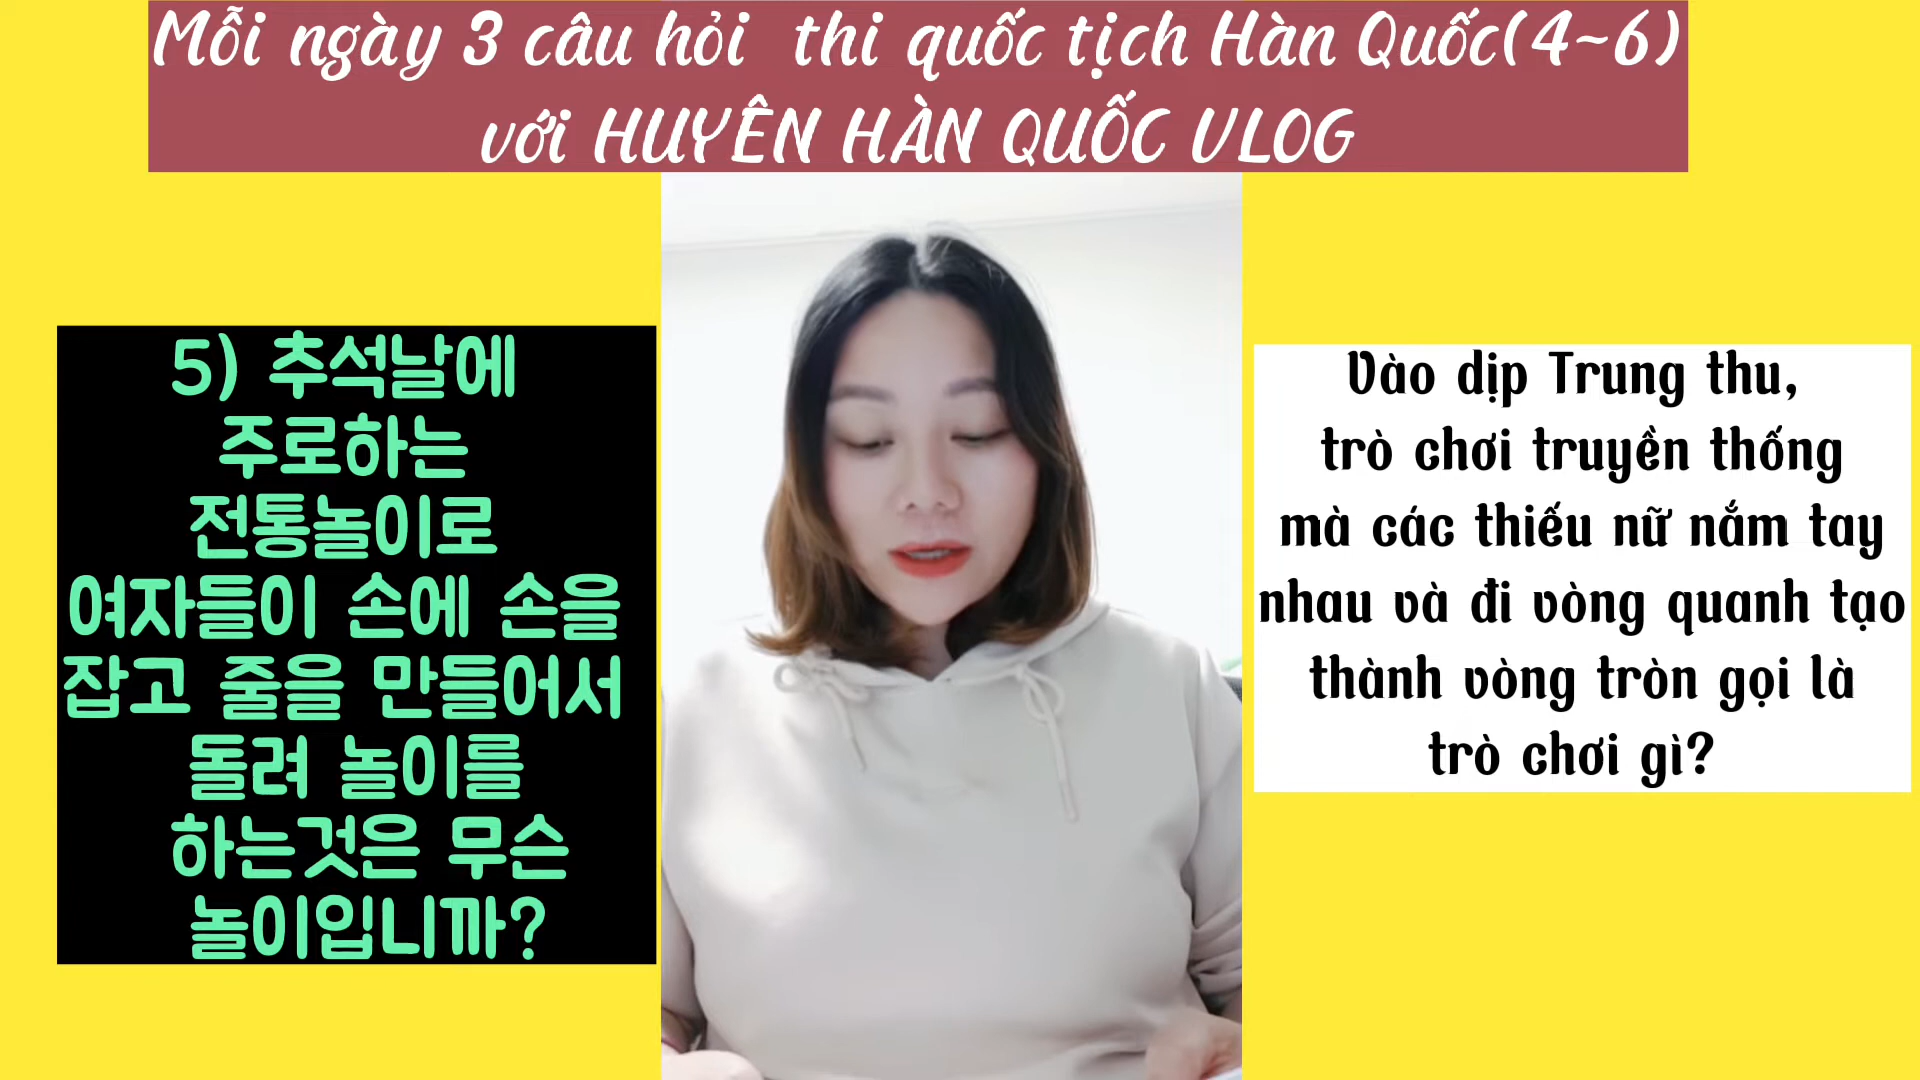 Mỗi ngày 3 câu hỏi thi quốc tịch Hàn Quốc(4~6)
với HUYÊN HÀN QUỐC VLOG
5) 추석날에
주로하는
전통놀이로
여자들이 손에 손을
잡고 줄을 만들어서
돌려 놀이를
하는것은 무슨
놀이입니까?
Vào dịp Trung thu,
trò chơi truyền thống
mà các thiếu nữ nắm tay
nhau và đi vòng quanh tạo
thành vòng tròn gọi là
trò chơi gì?